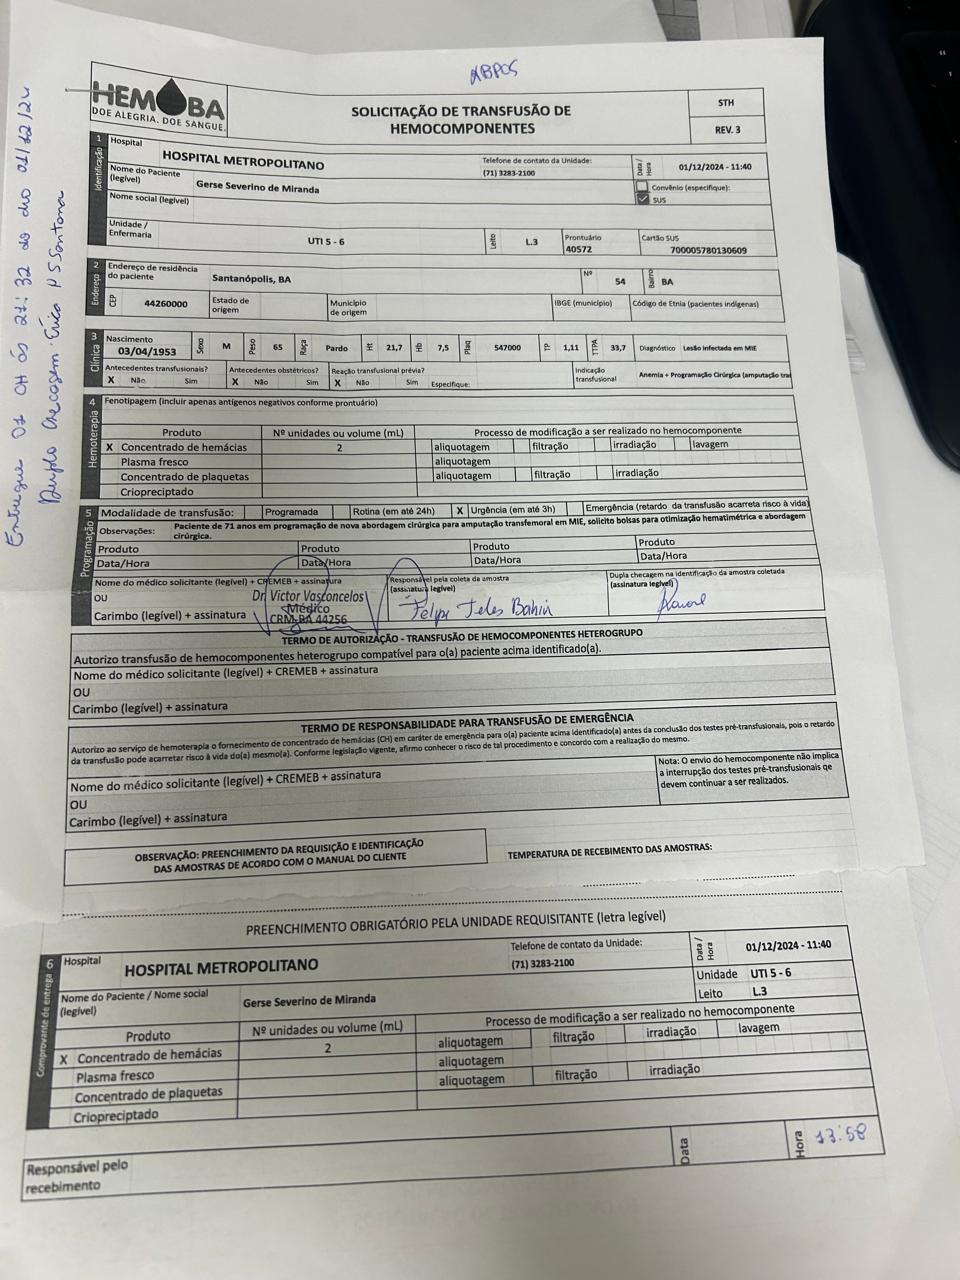 ABPOS
HEMOBA
DOE ALEGRIA. DOE SANGUE.
SOLICITAÇÃO DE TRANSFUSÃO DE
HEMOCOMPONENTES
STH
REV. 3
1
Identificação
Hospital
HOSPITAL METROPOLITANO
Telefone de contato da Unidade:
(71) 3283-2100
Data / Hora
01/12/2024 - 11:40
Nome do Paciente
(legível)
Gerse Severino de Miranda
Convênio (especifique):
SUS
Nome social (legível)
Unidade /
Enfermaria
UTI 5 - 6
Leito
L.3
Prontuário
40572
Cartão SUS
700005780130609
2
Endereço
Endereço de residência
do paciente
Santanópolis, BA
Nº
54
Bairro
BA
CEP
44260000
Estado de
origem
Município
de origem
IBGE (município)
Código de Etnia (pacientes indígenas)
3
Clínica
Nascimento
03/04/1953
Sexo
M
Peso
65
Raça
Pardo
Ht
21,7
Hb
7,5
Plaq
547000
TP
1,11
TTPA
33,7
Diagnóstico
Lesão infectada em MIE
Antecedentes transfusionais?
X Não Sim
Antecedentes obstétricos?
X Não Sim
Reação transfusional prévia?
X Não Sim Especifique:
Indicação
transfusional
Anemia + Programação Cirúrgica (amputação tra
4
Hemoterapia
Fenotipagem (incluir apenas antígenos negativos conforme prontuário)
Produto Nº unidades ou volume (mL) Processo de modificação a ser realizado no hemocomponente
X Concentrado de hemácias 2 aliquotagem filtração irradiação lavagem
Plasma fresco aliquotagem
Concentrado de plaquetas aliquotagem filtração irradiação
Criopreciptado
5
Programação
Modalidade de transfusão: Programada Rotina (em até 24h) X Urgência (em até 3h) Emergência (retardo da transfusão acarreta risco à vida)
Observações: Paciente de 71 anos em programação de nova abordagem cirúrgica para amputação transfemoral em MIE, solicito bolsas para otimização hematimétrica e abordagem
cirúrgica.
Produto Produto Produto Produto
Data/Hora Data/Hora Data/Hora Data/Hora
Nome do médico solicitante (legível) + CREMEB + assinatura
OU
Carimbo (legível) + assinatura
Dr. Victor Vasconcelos
Médico
CRM-BA 44256
Responsável pela coleta da amostra
(assinatura legível)
Felipe Teles Bahia
Dupla checagem na identificação da amostra coletada
(assinatura legível)
TERMO DE AUTORIZAÇÃO - TRANSFUSÃO DE HEMOCOMPONENTES HETEROGRUPO
Autorizo transfusão de hemocomponentes heterogrupo compatível para o(a) paciente acima identificado(a).
Nome do médico solicitante (legível) + CREMEB + assinatura
OU
Carimbo (legível) + assinatura
TERMO DE RESPONSABILIDADE PARA TRANSFUSÃO DE EMERGÊNCIA
Autorizo ao serviço de hemoterapia o fornecimento de concentrado de hemácias (CH) em caráter de emergência para o(a) paciente acima identificado(a) antes da conclusão dos testes pré-transfusionais, pois o retardo
da transfusão pode acarretar risco à vida do(a) mesmo(a). Conforme legislação vigente, afirmo conhecer o risco de tal procedimento e concordo com a realização do mesmo.
Nome do médico solicitante (legível) + CREMEB + assinatura
OU
Carimbo (legível) + assinatura
Nota: O envio do hemocomponente não implica
a interrupção dos testes pré-transfusionais qe
devem continuar a ser realizados.
OBSERVAÇÃO: PREENCHIMENTO DA REQUISIÇÃO E IDENTIFICAÇÃO
DAS AMOSTRAS DE ACORDO COM O MANUAL DO CLIENTE
TEMPERATURA DE RECEBIMENTO DAS AMOSTRAS:
PREENCHIMENTO OBRIGATÓRIO PELA UNIDADE REQUISITANTE (letra legível)
6
Comprovante de entrega
Hospital
HOSPITAL METROPOLITANO
Telefone de contato da Unidade:
(71) 3283-2100
Data / Hora
01/12/2024 - 11:40
Nome do Paciente / Nome social
(legível)
Gerse Severino de Miranda
Unidade UTI 5 - 6
Leito L.3
Produto Nº unidades ou volume (mL) Processo de modificação a ser realizado no hemocomponente
X Concentrado de hemácias 2 aliquotagem filtração irradiação lavagem
Plasma fresco aliquotagem
Concentrado de plaquetas aliquotagem filtração irradiação
Criopreciptado
Responsável pelo
recebimento
Data
Hora
13:58
Entregue 01 CH às 21:32 do dia 01/12/24
Dupla Checagem: Érica P S Santana